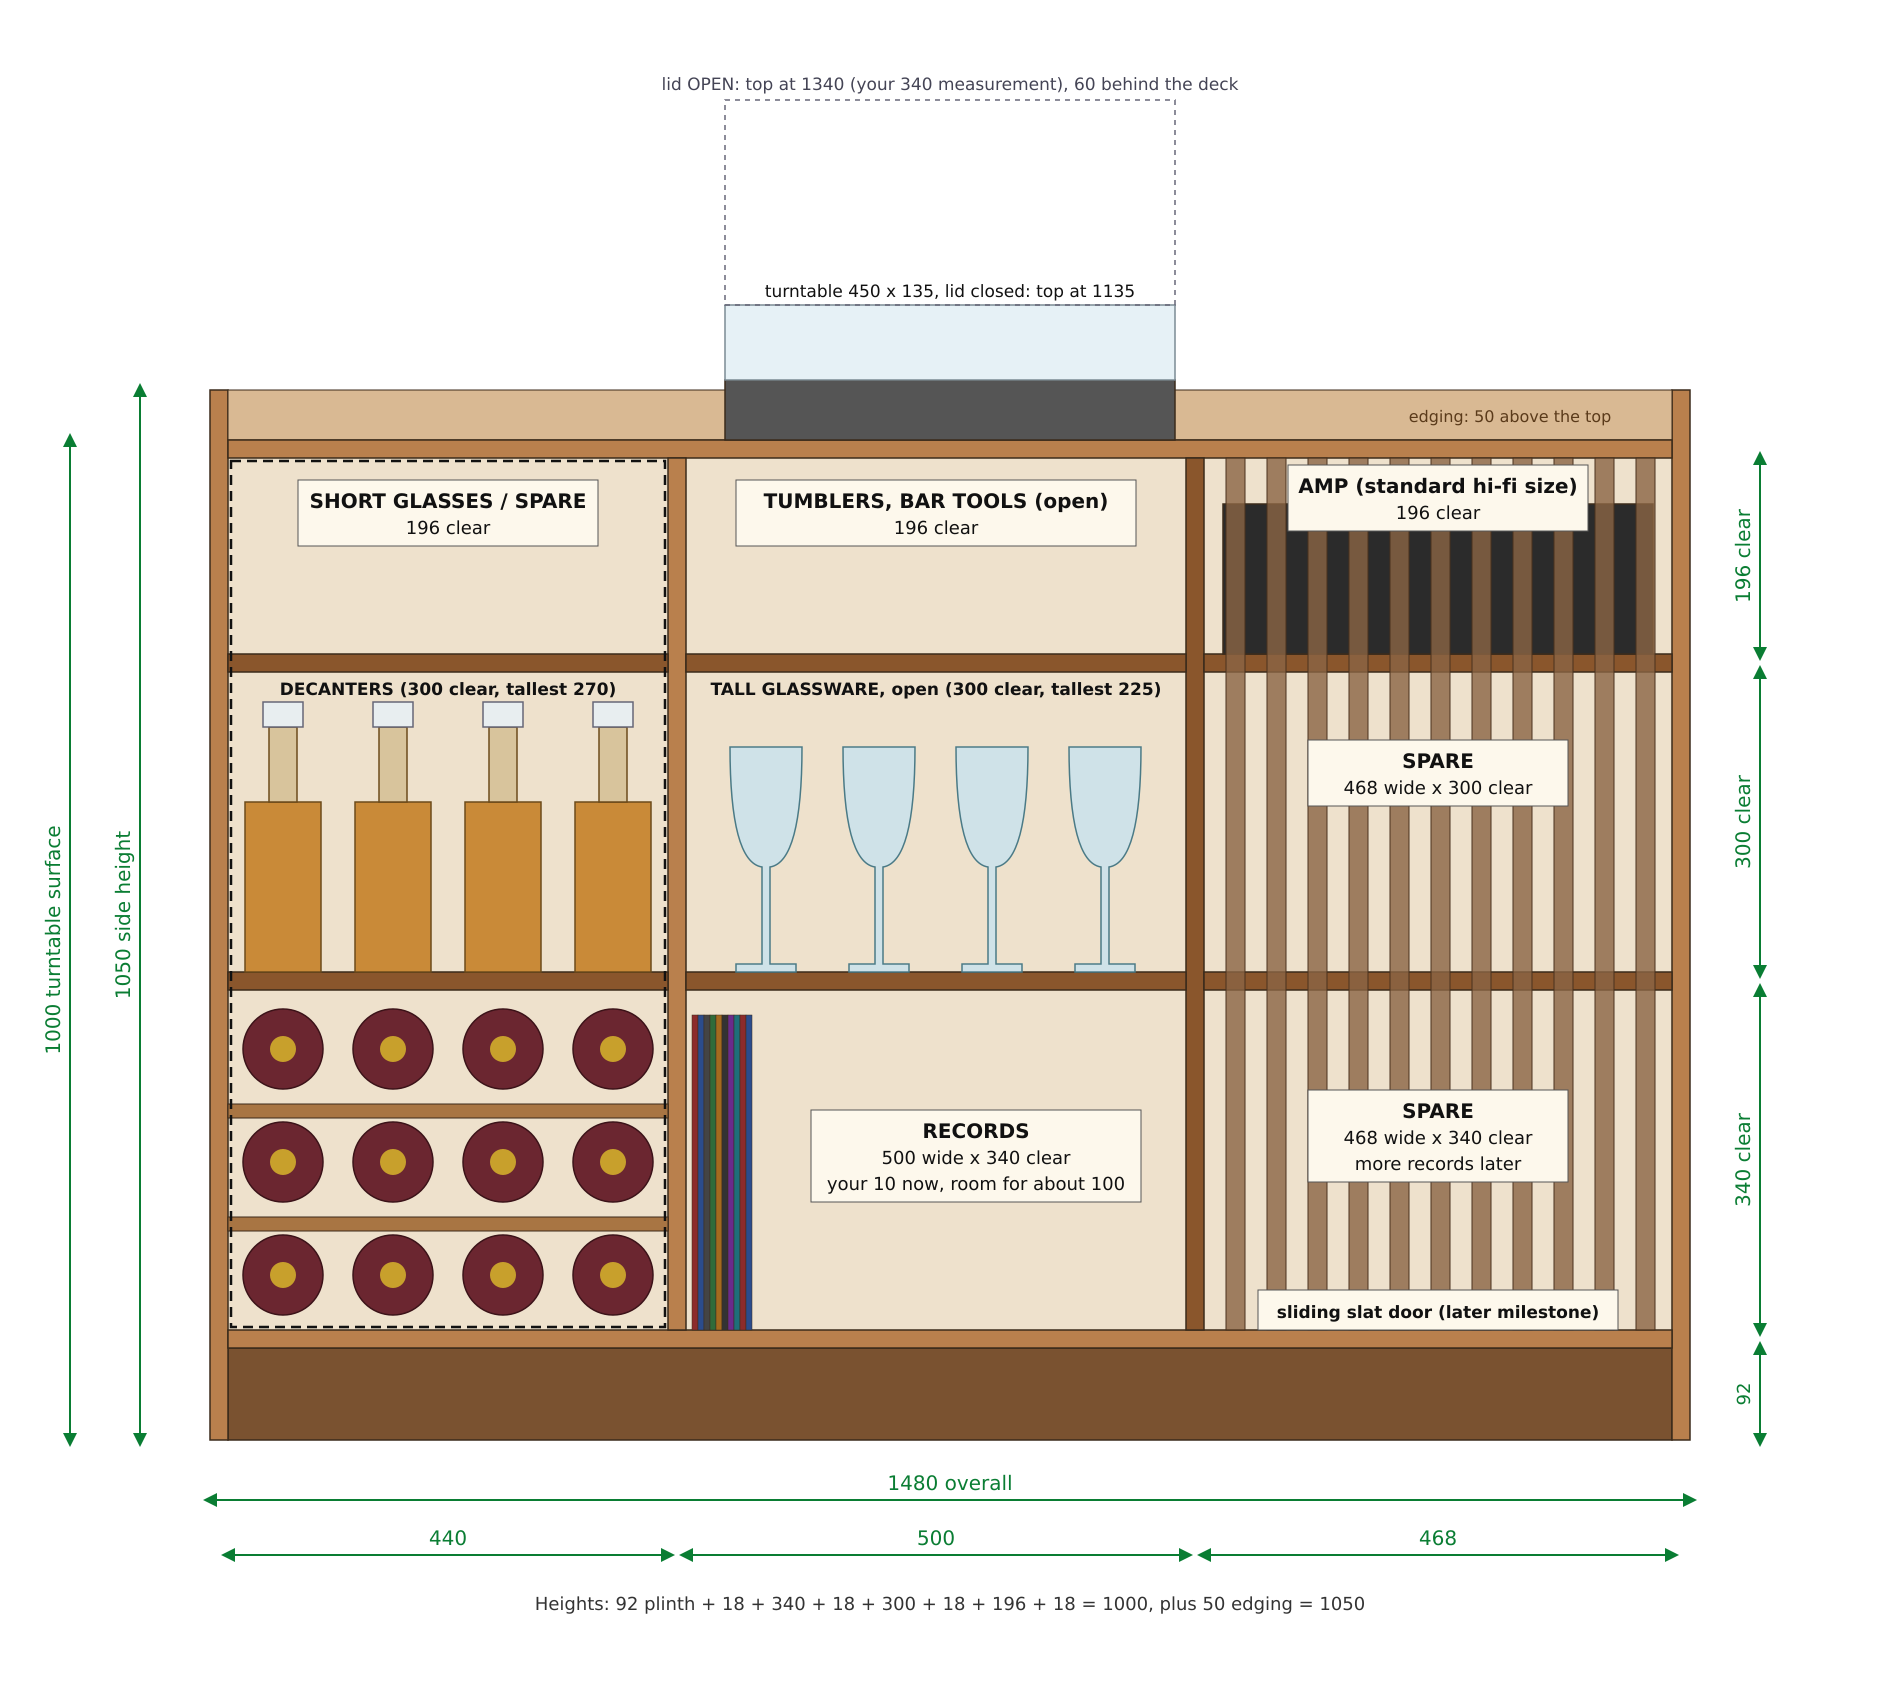 lid OPEN: top at 1340 (your 340 measurement), 60 behind the deck
turntable 450 x 135, lid closed: top at 1135
edging: 50 above the top
SHORT GLASSES / SPARE
196 clear
TUMBLERS, BAR TOOLS (open)
196 clear
AMP (standard hi-fi size)
196 clear
196 clear
DECANTERS (300 clear, tallest 270)
TALL GLASSWARE, open (300 clear, tallest 225)
SPARE
468 wide x 300 clear
300 clear
1000 turntable surface
1050 side height
RECORDS
500 wide x 340 clear
your 10 now, room for about 100
SPARE
468 wide x 340 clear
more records later
340 clear
sliding slat door (later milestone)
92
1480 overall
440
500
468
Heights: 92 plinth + 18 + 340 + 18 + 300 + 18 + 196 + 18 = 1000, plus 50 edging = 1050